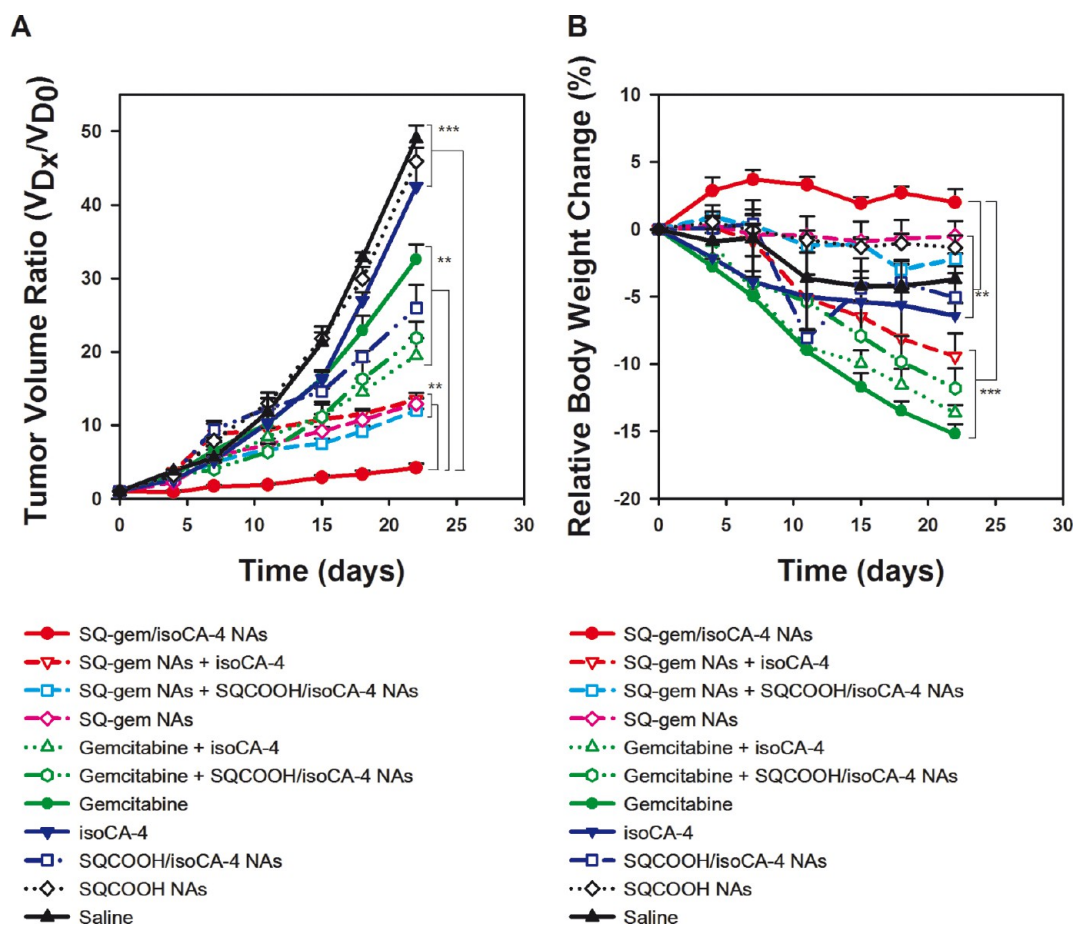 A
Tumor Volume Ratio (VDx/VD0)
50
40
30
20
10
0
***
**
**
0 5 10 15 20 25 30
Time (days)
SQ-gem/isoCA-4 NAs
SQ-gem NAs + isoCA-4
SQ-gem NAs + SQCOOH/isoCA-4 NAs
SQ-gem NAs
Gemcitabine + isoCA-4
Gemcitabine + SQCOOH/isoCA-4 NAs
Gemcitabine
isoCA-4
SQCOOH/isoCA-4 NAs
SQCOOH NAs
Saline
B
Relative Body Weight Change (%)
10
5
0
-5
-10
-15
-20
**
***
0 5 10 15 20 25 30
Time (days)
SQ-gem/isoCA-4 NAs
SQ-gem NAs + isoCA-4
SQ-gem NAs + SQCOOH/isoCA-4 NAs
SQ-gem NAs
Gemcitabine + isoCA-4
Gemcitabine + SQCOOH/isoCA-4 NAs
Gemcitabine
isoCA-4
SQCOOH/isoCA-4 NAs
SQCOOH NAs
Saline